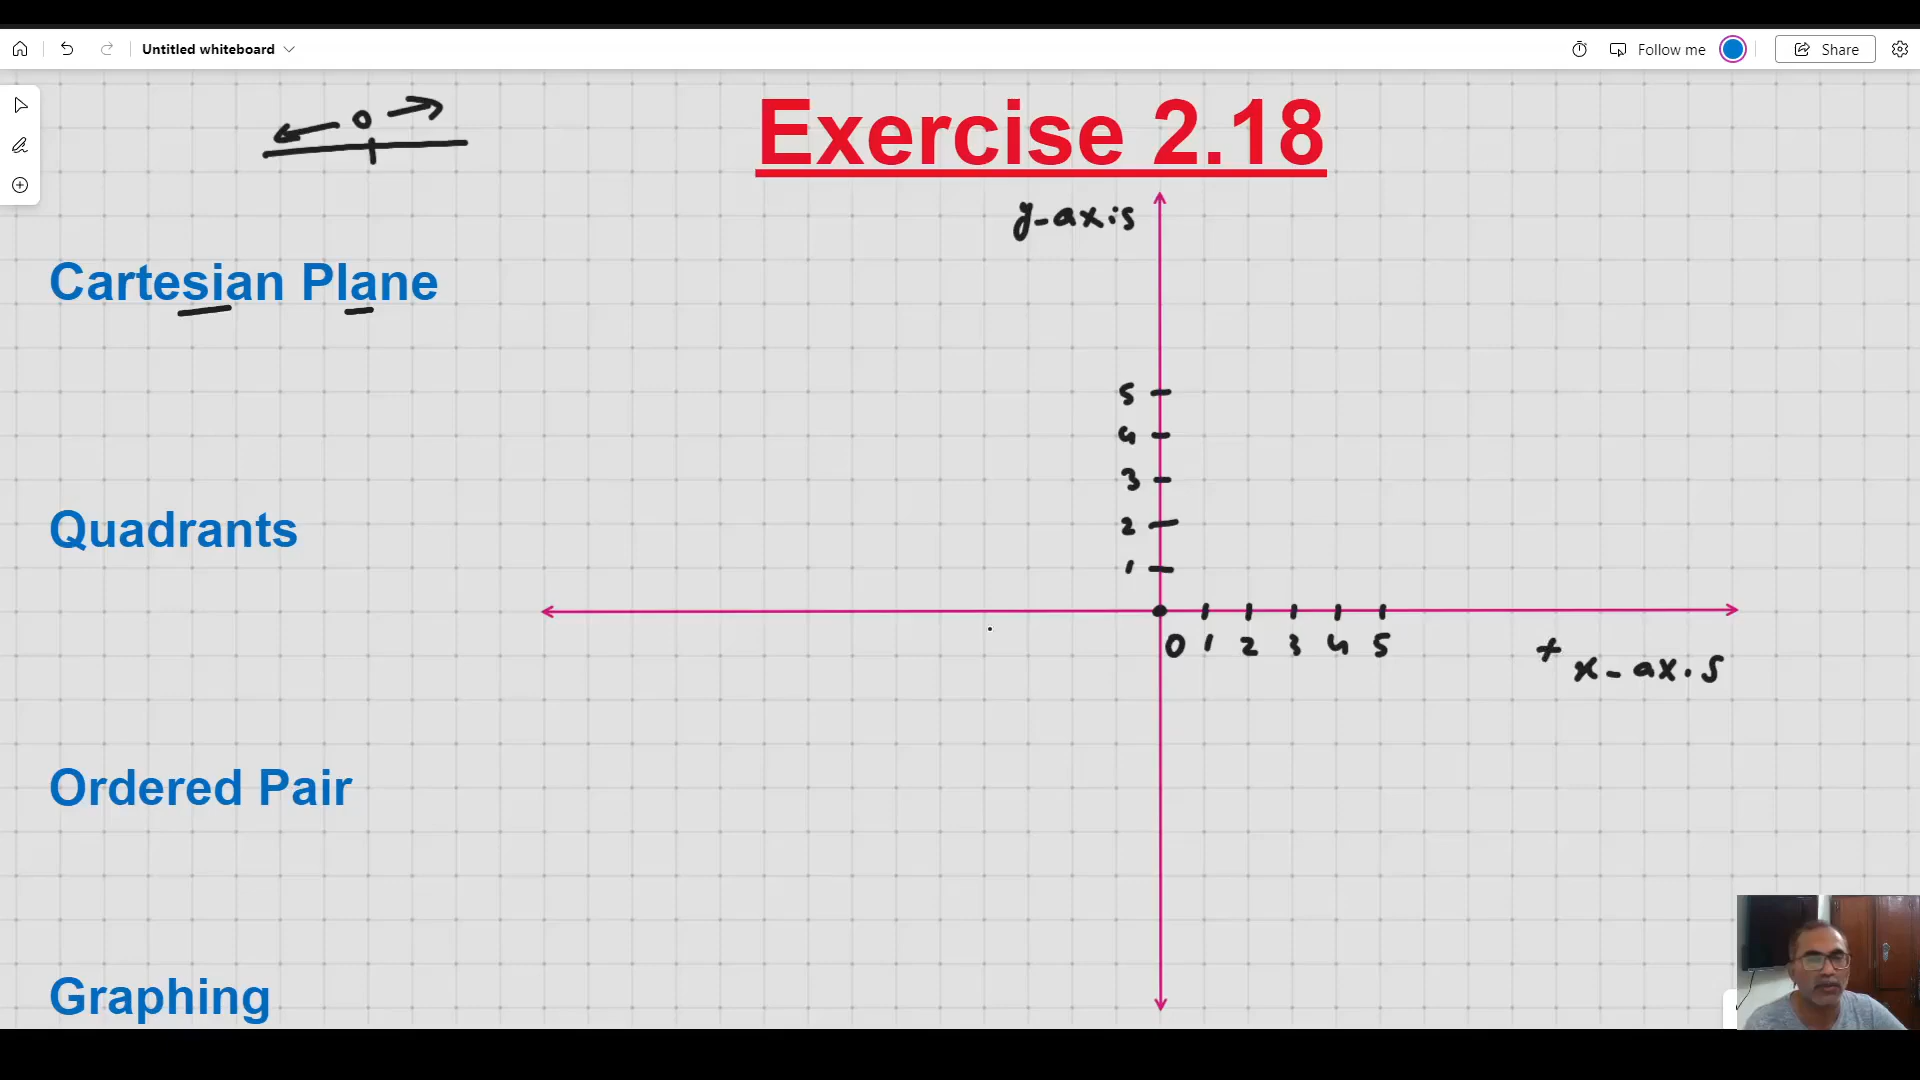 Untitled whiteboard
Follow me
Share
0
Exercise 2.18
y-axis
Cartesian Plane
5
4
3
2
1
Quadrants
0 1 2 3 4 5
+
x-axis
Ordered Pair
Graphing